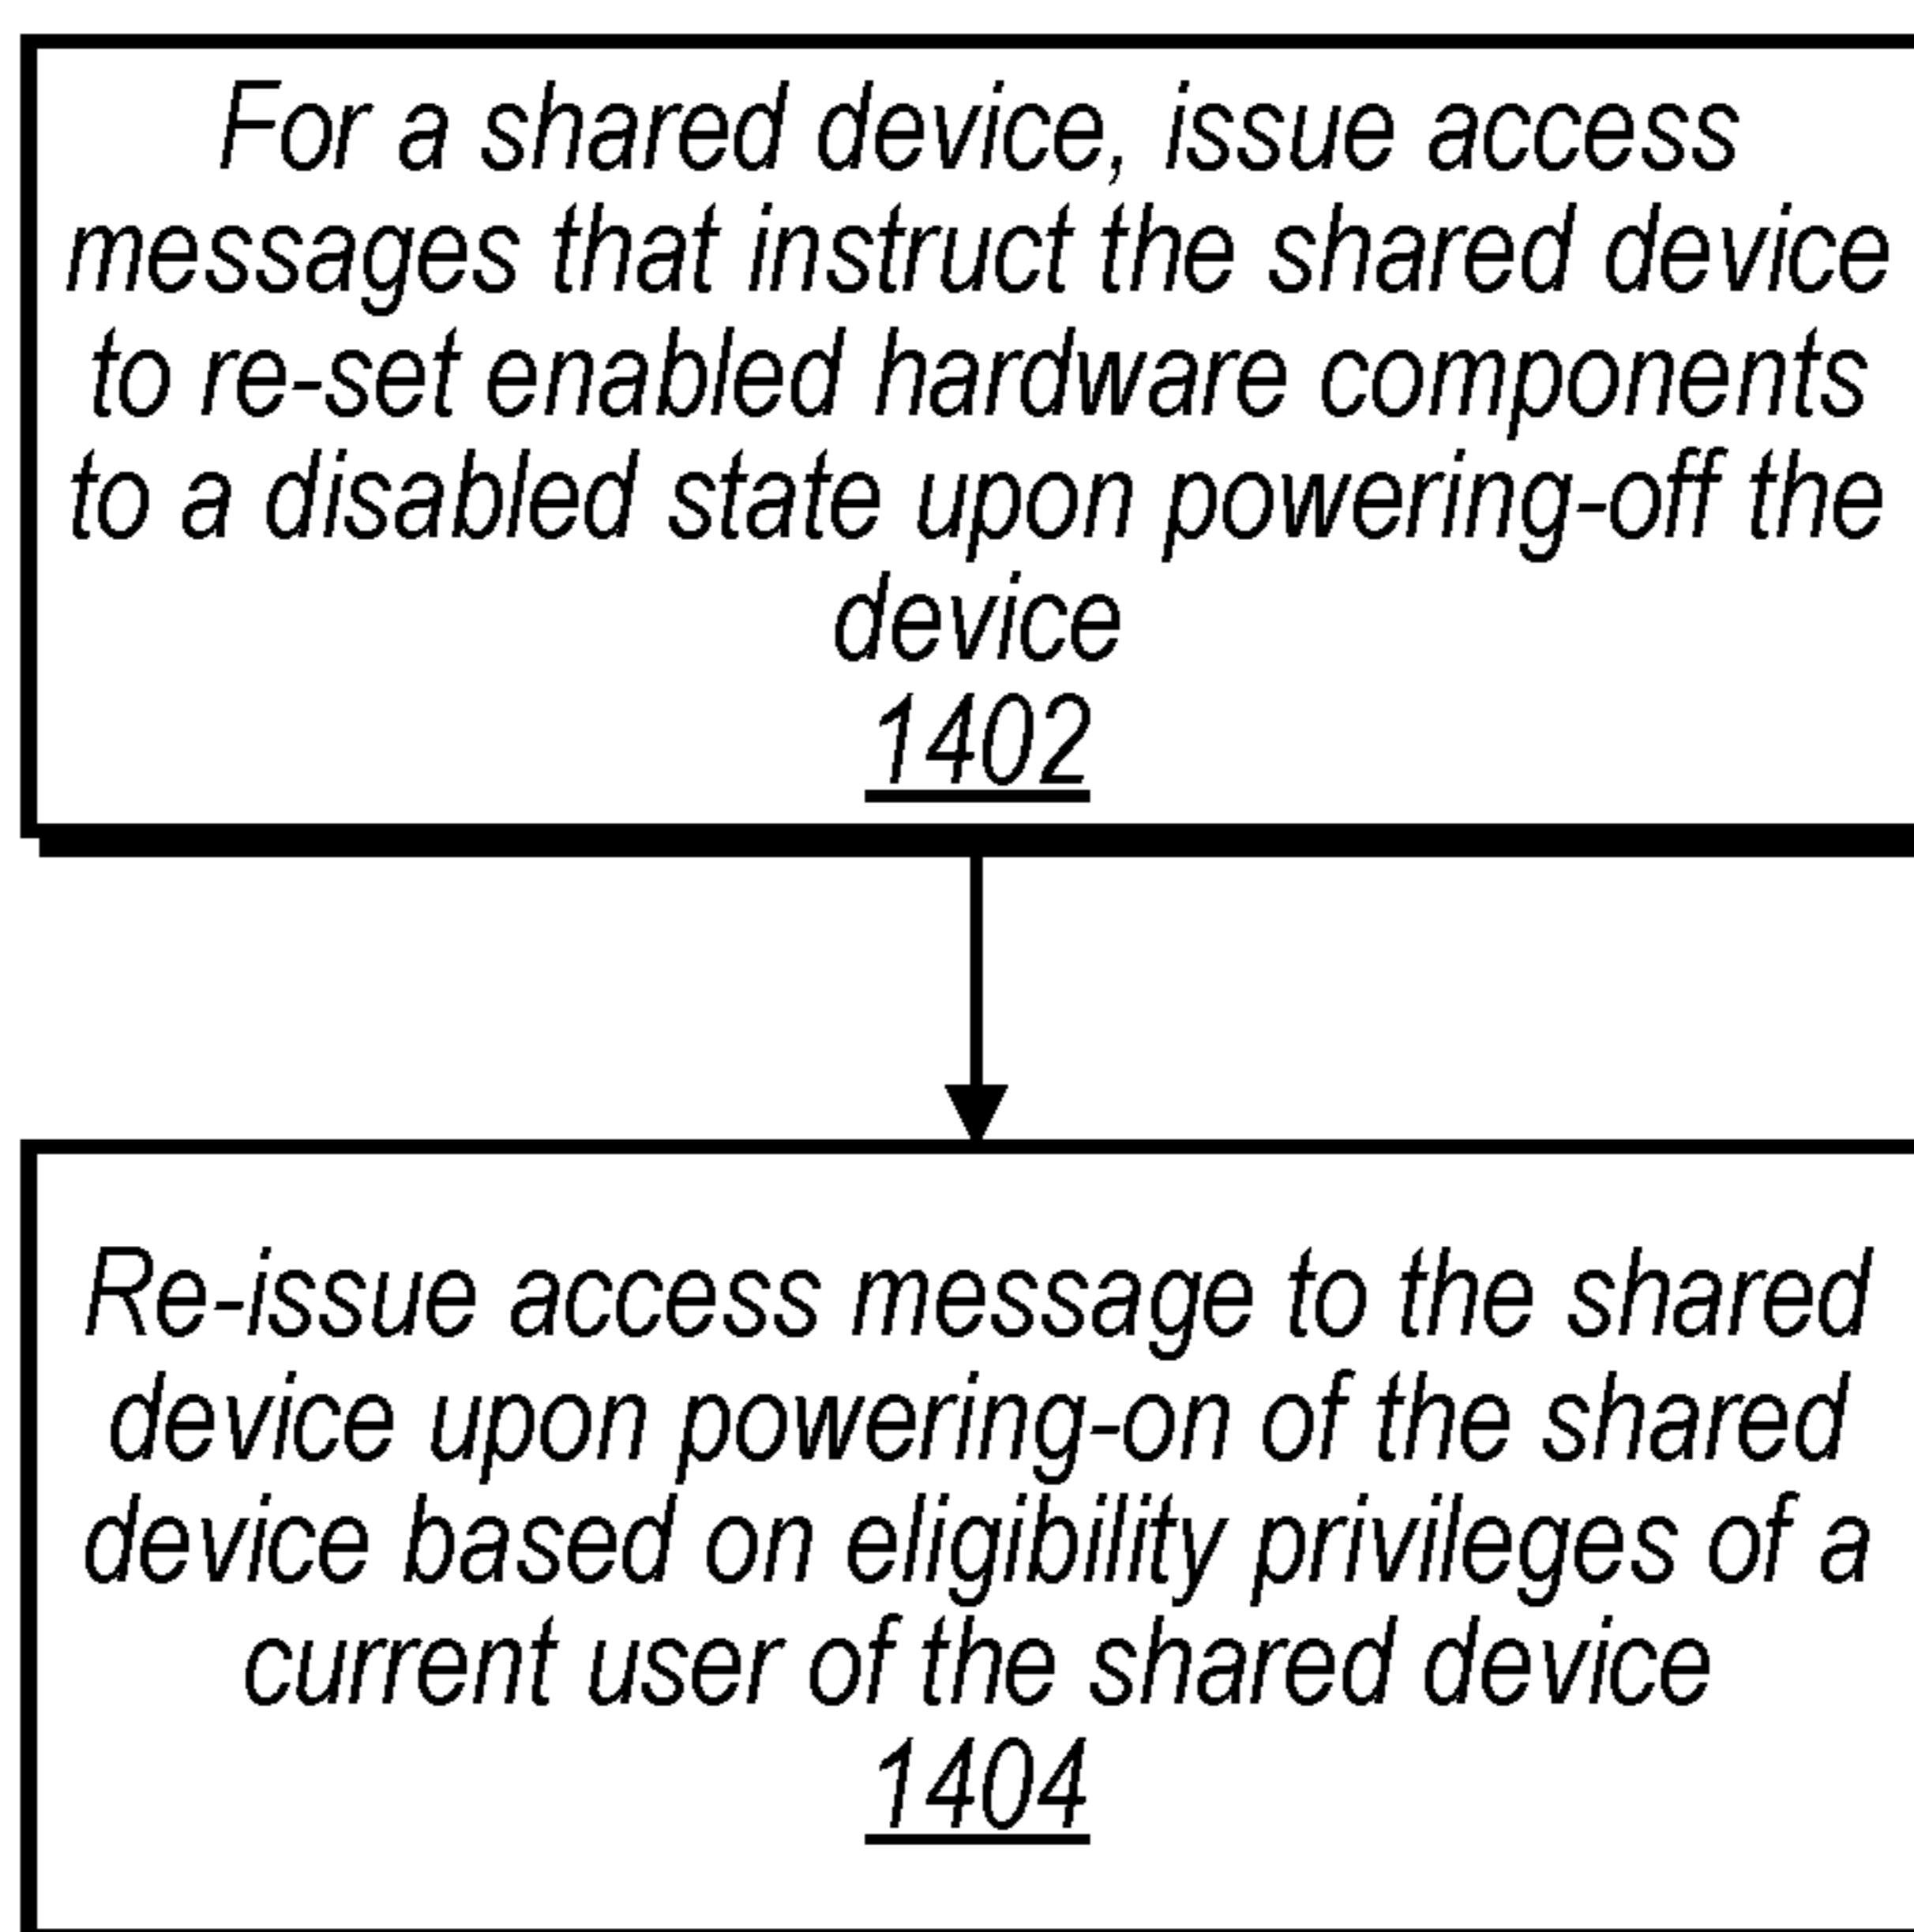 For a shared device, issue access
messages that instruct the shared device
to re-set enabled hardware components
to a disabled state upon powering-off the
device
1402
Re-issue access message to the shared
device upon powering-on of the shared
device based on eligibility privileges of a
current user of the shared device
1404